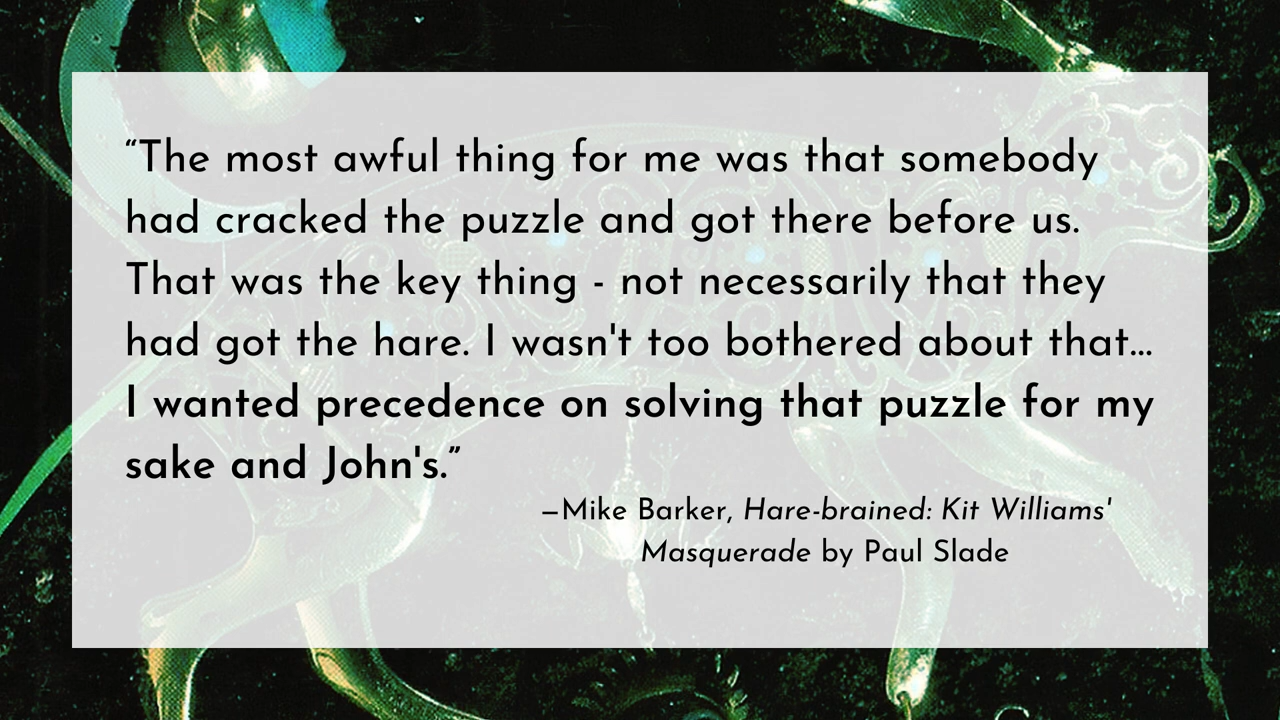 “The most awful thing for me was that somebody
had cracked the puzzle and got there before us.
That was the key thing - not necessarily that they
had got the hare. I wasn't too bothered about that...
I wanted precedence on solving that puzzle for my
sake and John's.”
—Mike Barker, Hare-brained: Kit Williams'
Masquerade by Paul Slade